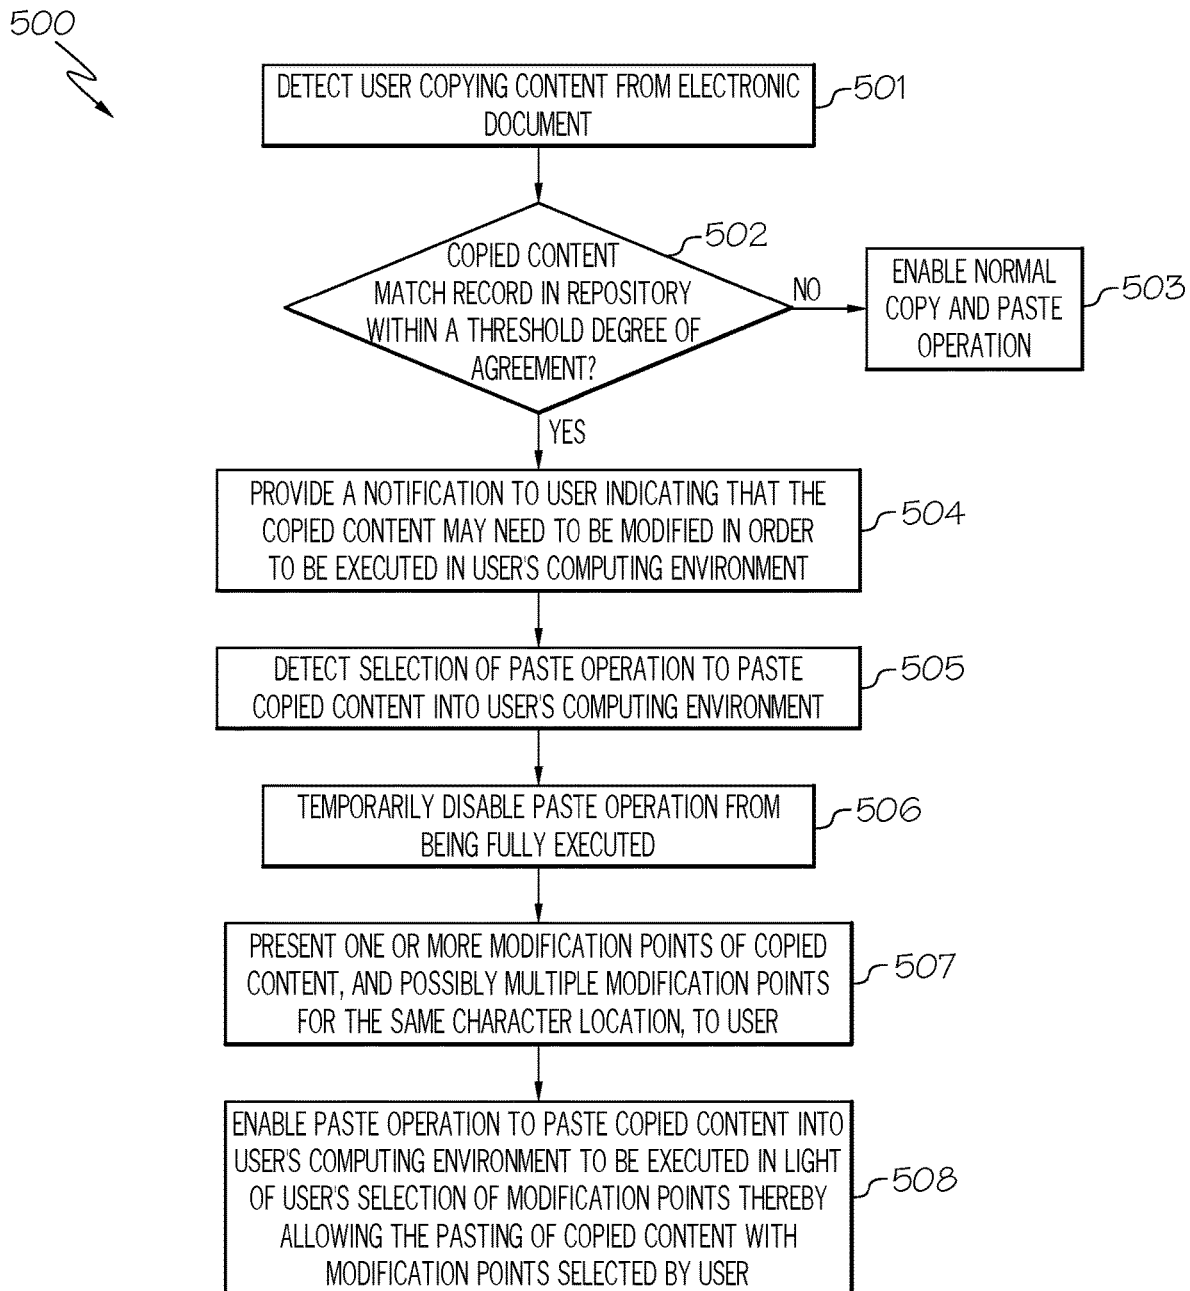 500
DETECT USER COPYING CONTENT FROM ELECTRONIC
DOCUMENT
501
COPIED CONTENT
MATCH RECORD IN REPOSITORY
WITHIN A THRESHOLD DEGREE OF
AGREEMENT?
502
NO
ENABLE NORMAL
COPY AND PASTE
OPERATION
503
YES
PROVIDE A NOTIFICATION TO USER INDICATING THAT THE
COPIED CONTENT MAY NEED TO BE MODIFIED IN ORDER
TO BE EXECUTED IN USER'S COMPUTING ENVIRONMENT
504
DETECT SELECTION OF PASTE OPERATION TO PASTE
COPIED CONTENT INTO USER'S COMPUTING ENVIRONMENT
505
TEMPORARILY DISABLE PASTE OPERATION FROM
BEING FULLY EXECUTED
506
PRESENT ONE OR MORE MODIFICATION POINTS OF COPIED
CONTENT, AND POSSIBLY MULTIPLE MODIFICATION POINTS
FOR THE SAME CHARACTER LOCATION, TO USER
507
ENABLE PASTE OPERATION TO PASTE COPIED CONTENT INTO
USER'S COMPUTING ENVIRONMENT TO BE EXECUTED IN LIGHT
OF USER'S SELECTION OF MODIFICATION POINTS THEREBY
ALLOWING THE PASTING OF COPIED CONTENT WITH
MODIFICATION POINTS SELECTED BY USER
508